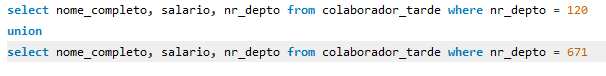 select nome_completo, salario, nr_depto from colaborador_tarde where nr_depto = 120
union
select nome_completo, salario, nr_depto from colaborador_tarde where nr_depto = 671